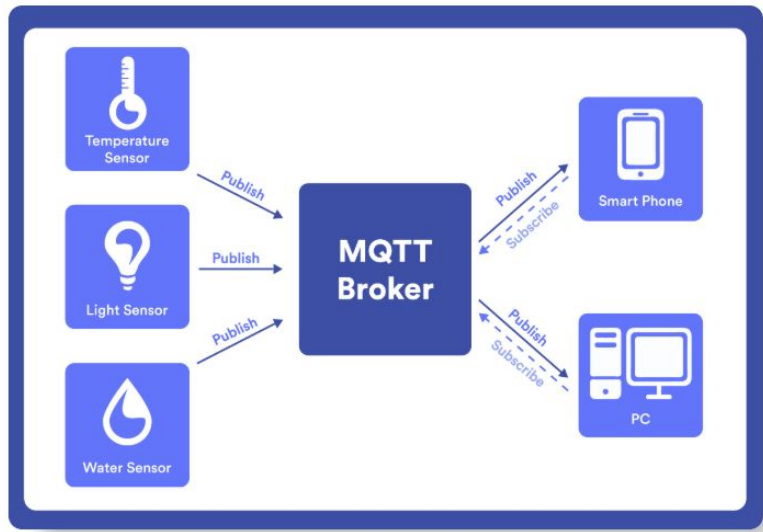 Temperature
Sensor
Publish
Light Sensor
Publish
Water Sensor
Publish
MQTT
Broker
Publish
Subscribe
Smart Phone
Publish
Subscribe
PC